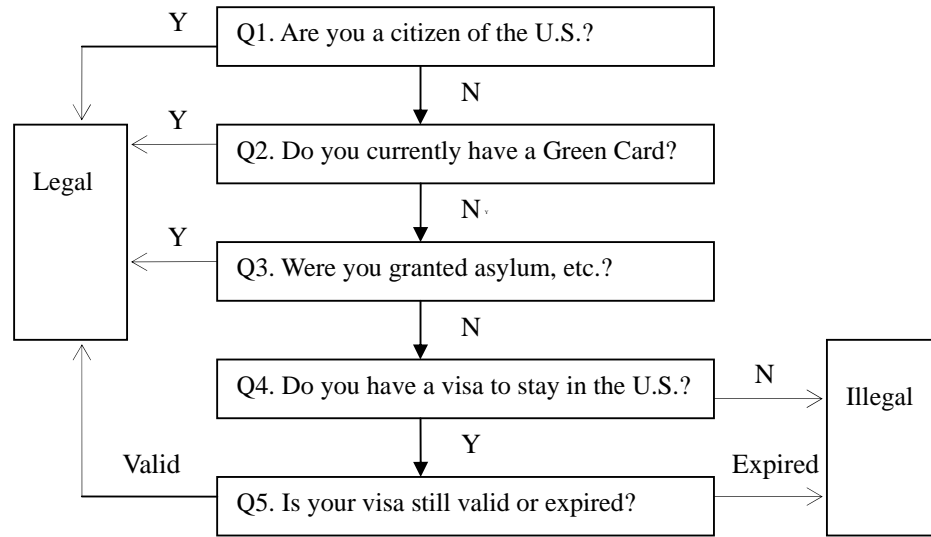 Y
Q1. Are you a citizen of the U.S.?
N
Y
Q2. Do you currently have a Green Card?
Legal
N
Y
Q3. Were you granted asylum, etc.?
N
Q4. Do you have a visa to stay in the U.S.?
N
Illegal
Y
Valid
Expired
Q5. Is your visa still valid or expired?